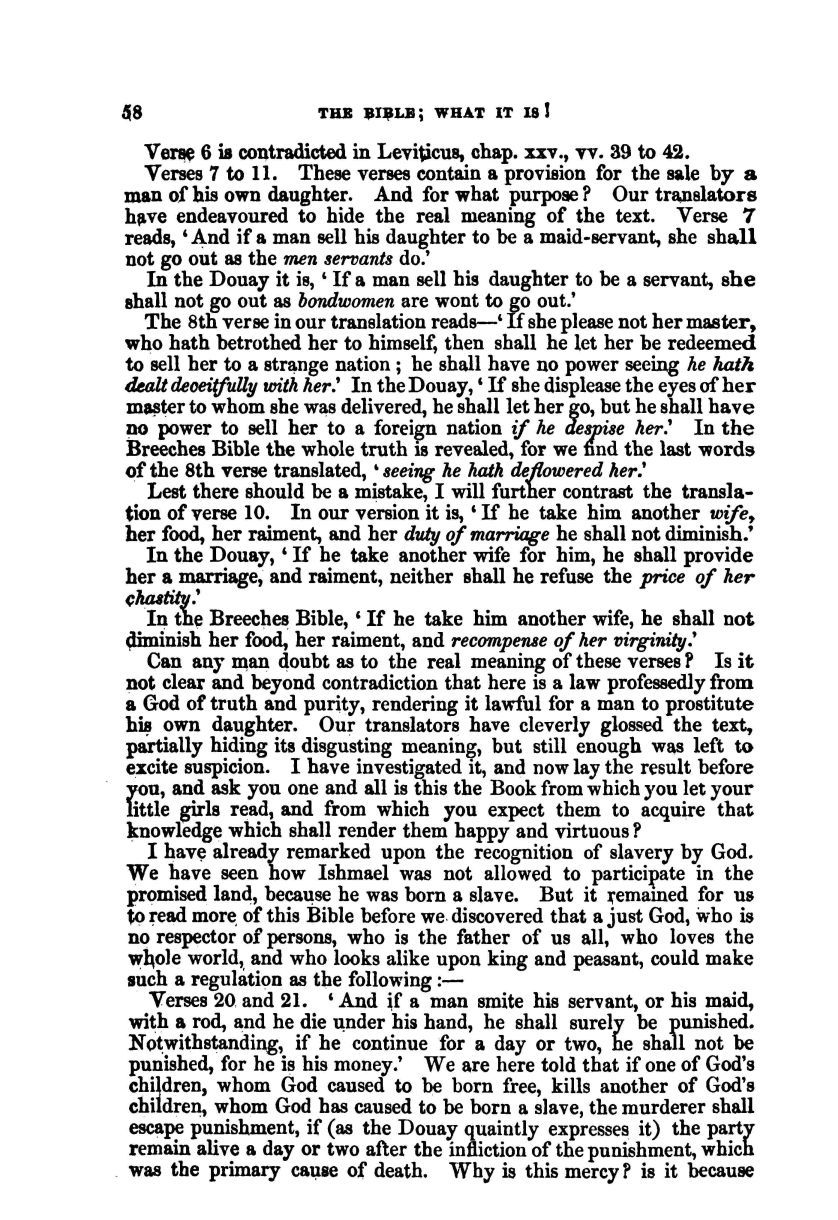 58 THE BIBLE; WHAT IT IS!
Verse 6 is contradicted in Leviticus, chap. xxv., vv. 39 to 42.
Verses 7 to 11. These verses contain a provision for the sale by a
man of his own daughter. And for what purpose? Our translators
have endeavoured to hide the real meaning of the text. Verse 7
reads, ‘And if a man sell his daughter to be a maid-servant, she shall
not go out as the men servants do.’
In the Douay it is, ‘If a man sell his daughter to be a servant, she
shall not go out as bondwomen are wont to go out.’
The 8th verse in our translation reads—‘If she please not her master,
who hath betrothed her to himself, then shall he let her be redeemed
to sell her to a strange nation; he shall have no power seeing he hath
dealt deceitfully with her.’ In the Douay, ‘If she displease the eyes of her
master to whom she was delivered, he shall let her go, but he shall have
no power to sell her to a foreign nation if he despise her.’ In the
Breeches Bible the whole truth is revealed, for we find the last words
of the 8th verse translated, ‘seeing he hath deflowered her.’
Lest there should be a mistake, I will further contrast the transla-
tion of verse 10. In our version it is, ‘If he take him another wife,
her food, her raiment, and her duty of marriage he shall not diminish.’
In the Douay, ‘If he take another wife for him, he shall provide
her a marriage, and raiment, neither shall he refuse the price of her
chastity.’
In the Breeches Bible, ‘If he take him another wife, he shall not
diminish her food, her raiment, and recompense of her virginity.’
Can any man doubt as to the real meaning of these verses? Is it
not clear and beyond contradiction that here is a law professedly from
a God of truth and purity, rendering it lawful for a man to prostitute
his own daughter. Our translators have cleverly glossed the text,
partially hiding its disgusting meaning, but still enough was left to
excite suspicion. I have investigated it, and now lay the result before
you, and ask you one and all is this the Book from which you let your
little girls read, and from which you expect them to acquire that
knowledge which shall render them happy and virtuous?
I have already remarked upon the recognition of slavery by God.
We have seen how Ishmael was not allowed to participate in the
promised land, because he was born a slave. But it remained for us
to read more of this Bible before we discovered that a just God, who is
no respector of persons, who is the father of us all, who loves the
whole world, and who looks alike upon king and peasant, could make
such a regulation as the following:—
Verses 20 and 21. ‘And if a man smite his servant, or his maid,
with a rod, and he die under his hand, he shall surely be punished.
Notwithstanding, if he continue for a day or two, he shall not be
punished, for he is his money.’ We are here told that if one of God's
children, whom God caused to be born free, kills another of God's
children, whom God has caused to be born a slave, the murderer shall
escape punishment, if (as the Douay quaintly expresses it) the party
remain alive a day or two after the infliction of the punishment, which
was the primary cause of death. Why is this mercy? is it because